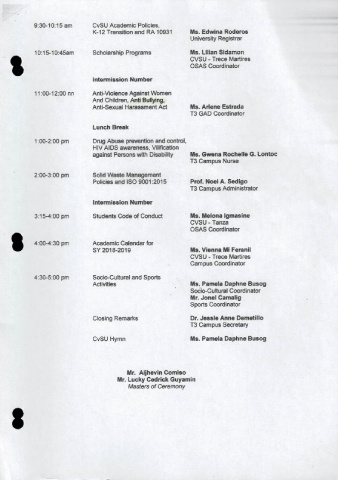 9:30-10:15 am CvSU Academic Policies,
K-12 Transition and RA 10931 Ms. Edwina Roderos
University Registrar
10:15-10:45am Scholarship Programs Ms. Lilian Sidamon
CVSU - Trece Martires
OSAS Coordinator
Intermission Number
11:00-12:00 nn Anti-Violence Against Women
And Children, Anti Bullying,
Anti-Sexual Harassment Act Ms. Arlene Estrada
T3 GAD Coordinator
Lunch Break
1:00-2:00 pm Drug Abuse prevention and control,
HIV AIDS awareness, Vilification
against Persons with Disability Ms. Gwena Rochelle G. Lontoc
T3 Campus Nurse
2:00-3:00 pm Solid Waste Management
Policies and ISO 9001:2015 Prof. Noel A. Sedigo
T3 Campus Administrator
Intermission Number
3:15-4:00 pm Students Code of Conduct Ms. Melona Igmasine
CVSU - Tanza
OSAS Coordinator
4:00-4:30 pm Academic Calendar for Ms. Vienna Mi Feranil
SY 2018-2019 CVSU - Trece Martires
Campus Coordinator
4:30-5:00 pm Socio-Cultural and Sports Ms. Pamela Daphne Busog
Activities Socio-Cultural Coordinator
Mr. Jonel Camalig
Sports Coordinator
Closing Remarks Dr. Jessie Anne Demetillo
T3 Campus Secretary
CvSU Hymn Ms. Pamela Daphne Busog
Mr. Aljhevin Comiso
Mr. Lucky Cedrick Guyamin
Masters of Ceremony